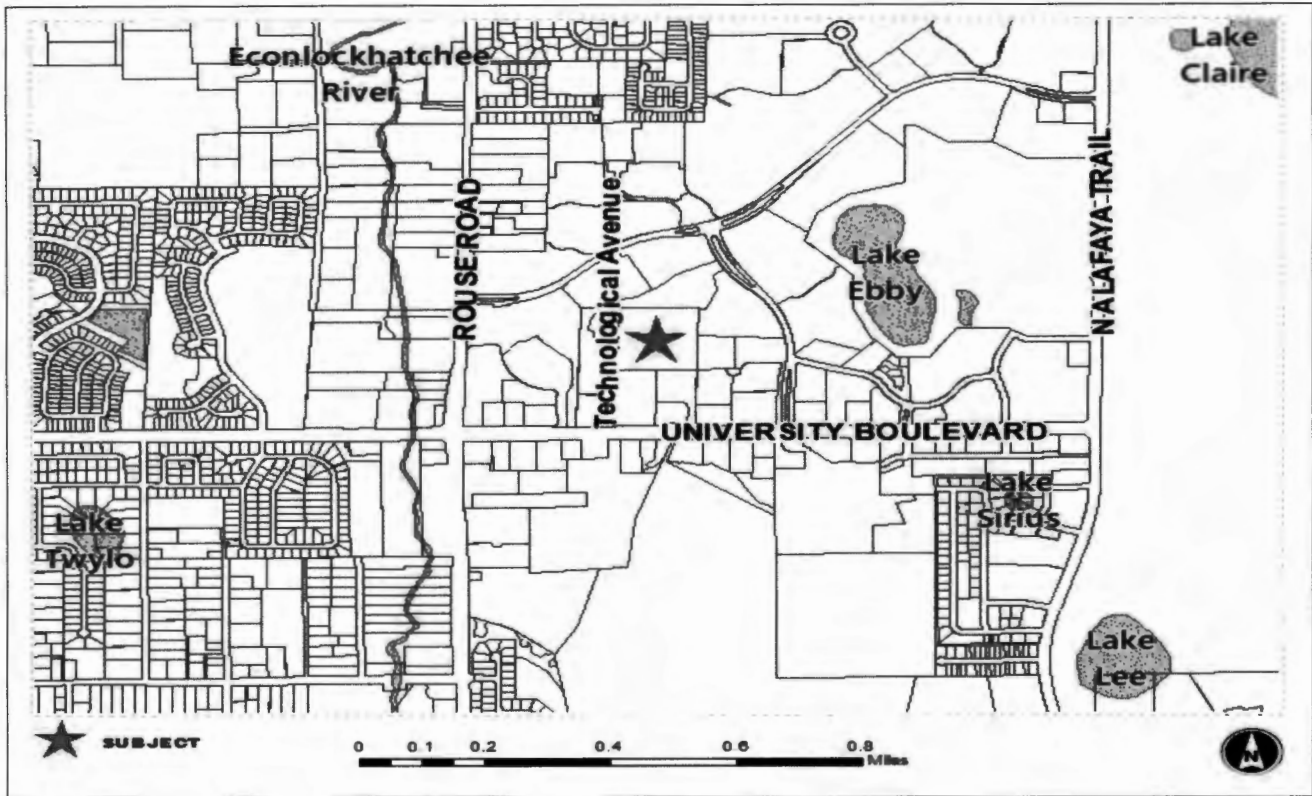 Econlockhatchee
River
Lake
Claire
ROUSE ROAD
Technological Avenue
N ALAFAYA TRAIL
Lake
Ebby
UNIVERSITY BOULEVARD
Lake
Sirius
Lake
Twylo
Lake
Lee
SUBJECT
0 0.1 0.2 0.4 0.6 0.8
Miles
N